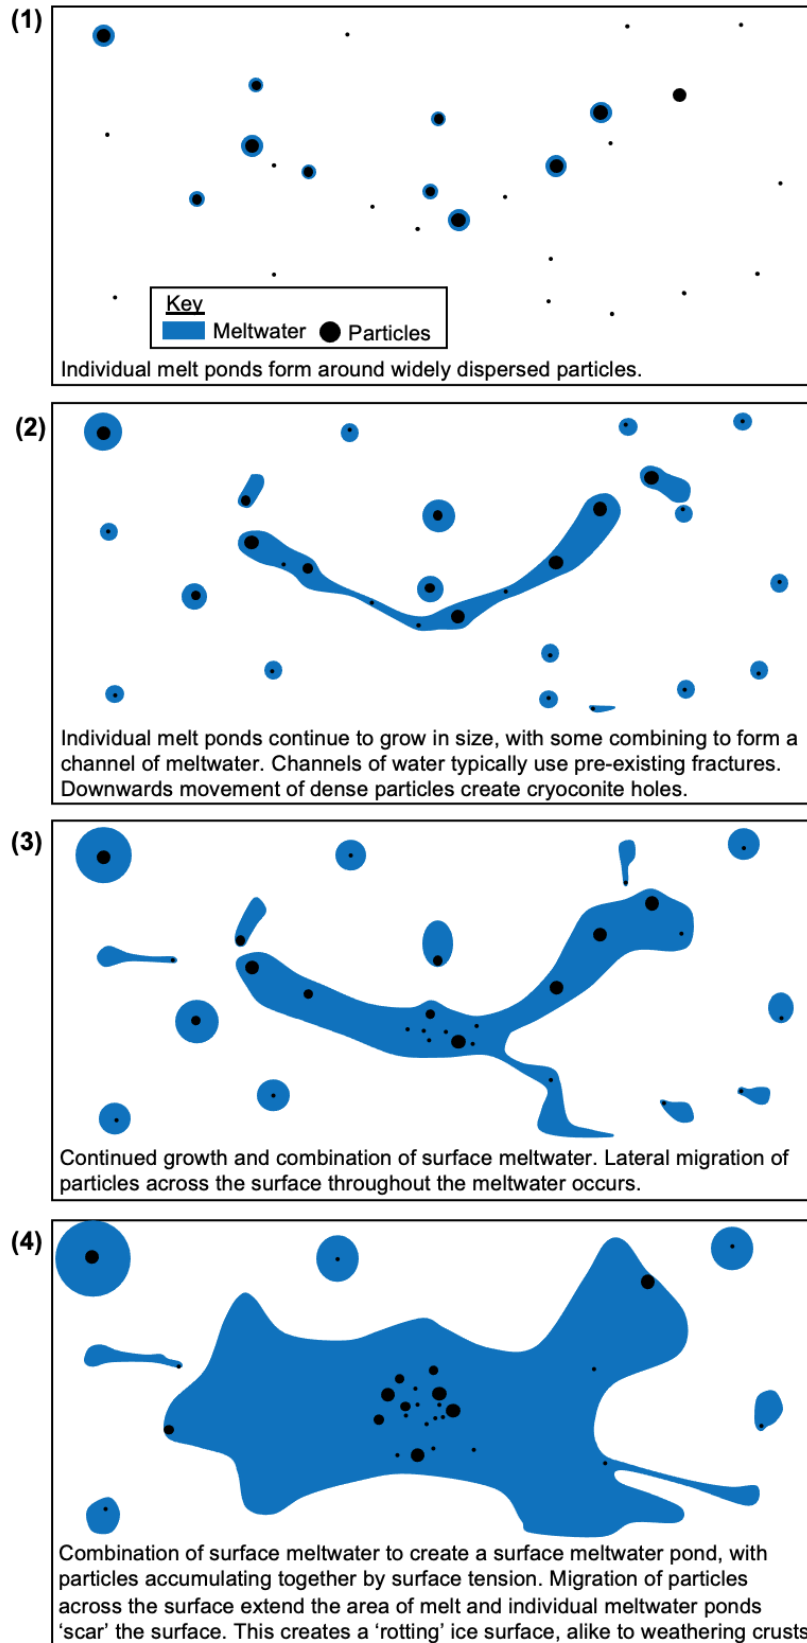 (1)
Key
Meltwater Particles
Individual melt ponds form around widely dispersed particles.
(2)
Individual melt ponds continue to grow in size, with some combining to form a
channel of meltwater. Channels of water typically use pre-existing fractures.
Downwards movement of dense particles create cryoconite holes.
(3)
Continued growth and combination of surface meltwater. Lateral migration of
particles across the surface throughout the meltwater occurs.
(4)
Combination of surface meltwater to create a surface meltwater pond, with
particles accumulating together by surface tension. Migration of particles
across the surface extend the area of melt and individual meltwater ponds
‘scar’ the surface. This creates a ‘rotting’ ice surface, alike to weathering crusts